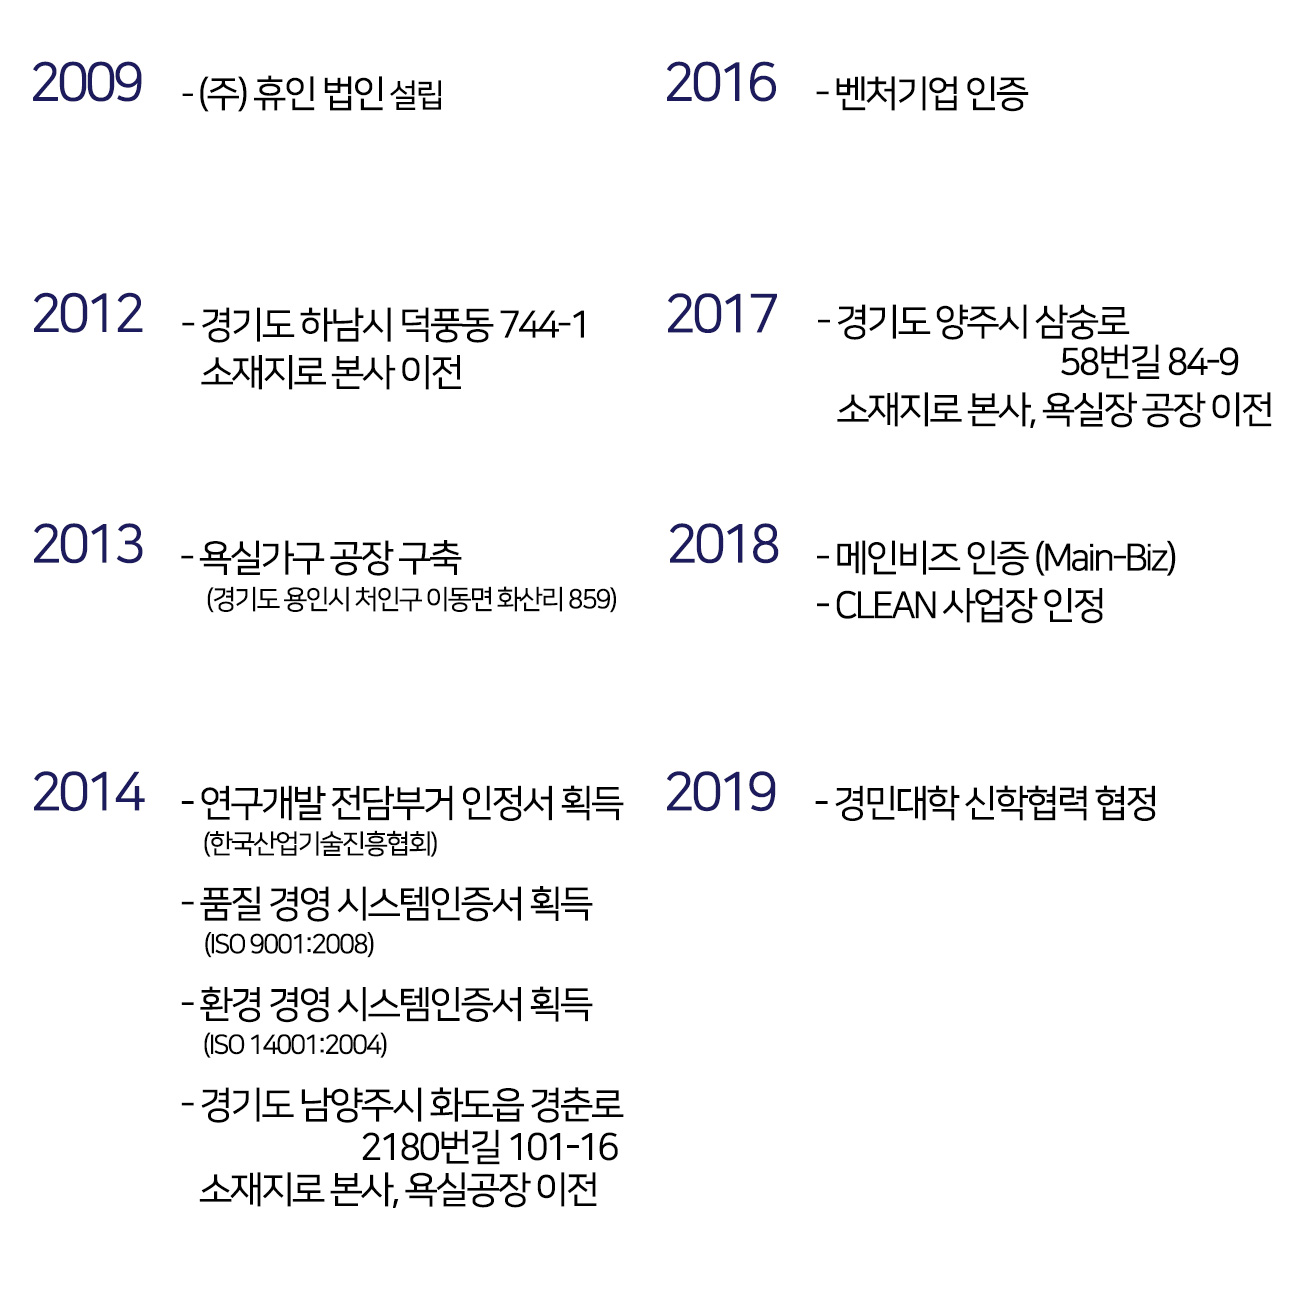 2009
- (주) 휴인 법인 설립
2012
- 경기도 하남시 덕풍동 744-1
소재지로 본사 이전
2013
- 욕실가구 공장 구축
(경기도 용인시 처인구 이동면 화산리 859)
2014
- 연구개발 전담부거 인정서 획득
(한국산업기술진흥협회)
- 품질 경영 시스템인증서 획득
(ISO 9001:2008)
- 환경 경영 시스템인증서 획득
(ISO 14001:2004)
- 경기도 남양주시 화도읍 경춘로
2180번길 101-16
소재지로 본사, 욕실공장 이전
2016
- 벤처기업 인증
2017
- 경기도 양주시 삼숭로
58번길 84-9
소재지로 본사, 욕실장 공장 이전
2018
- 메인비즈 인증 (Main-Biz)
- CLEAN 사업장 인정
2019
- 경민대학 신학협력 협정